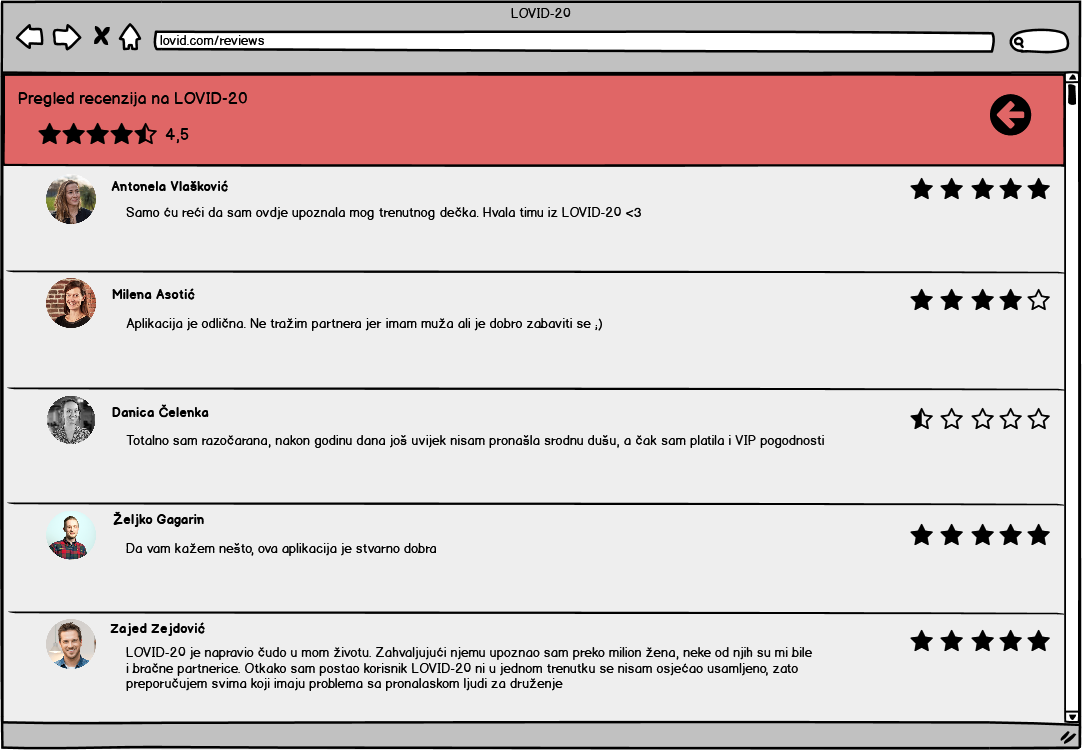 LOVID-20
lovid.com/reviews
Pregled recenzija na LOVID-20
4,5
Antonela Vlašković
Samo ću reći da sam ovdje upoznala mog trenutnog dečka. Hvala timu iz LOVID-20 <3
Milena Asotić
Aplikacija je odlična. Ne tražim partnera jer imam muža ali je dobro zabaviti se ;)
Danica Čelenka
Totalno sam razočarana, nakon godinu dana još uvijek nisam pronašla srodnu dušu, a čak sam platila i VIP pogodnosti
Željko Gagarin
Da vam kažem nešto, ova aplikacija je stvarno dobra
Zajed Zejdović
LOVID-20 je napravio čudo u mom životu. Zahvaljujući njemu upoznao sam preko milion žena, neke od njih su mi bile
i bračne partnerice. Otkako sam postao korisnik LOVID-20 ni u jednom trenutku se nisam osjećao usamljeno, zato
preporučujem svima koji imaju problema sa pronalaskom ljudi za druženje